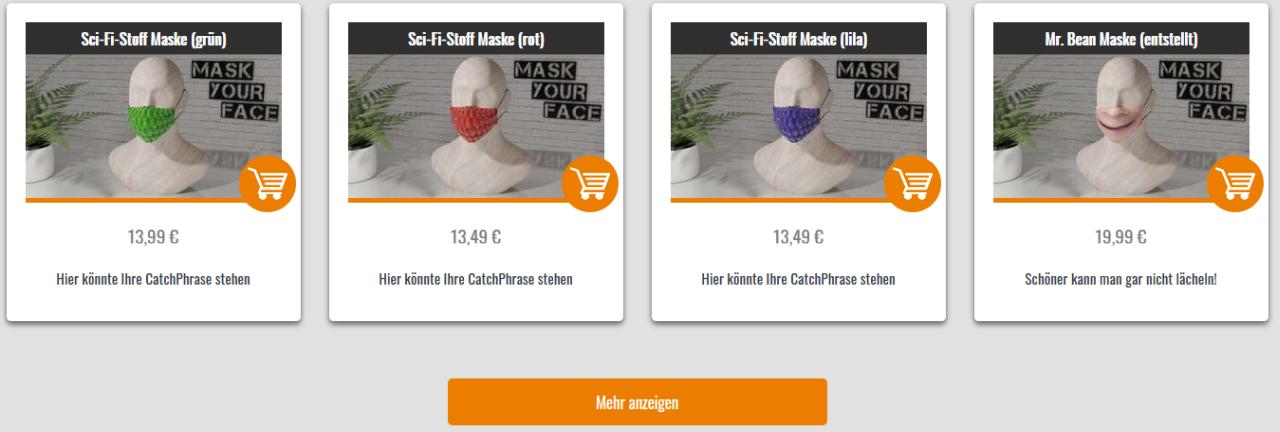 Sci-Fi-Stoff Maske (grün)
MASK
YOUR
FACE
13,99 €
Hier könnte Ihre CatchPhrase stehen
Sci-Fi-Stoff Maske (rot)
MASK
YOUR
FACE
13,49 €
Hier könnte Ihre CatchPhrase stehen
Sci-Fi-Stoff Maske (lila)
MASK
YOUR
FACE
13,49 €
Hier könnte Ihre CatchPhrase stehen
Mr. Bean Maske (entstellt)
MASK
YOUR
FACE
19,99 €
Schöner kann man gar nicht lächeln!
Mehr anzeigen